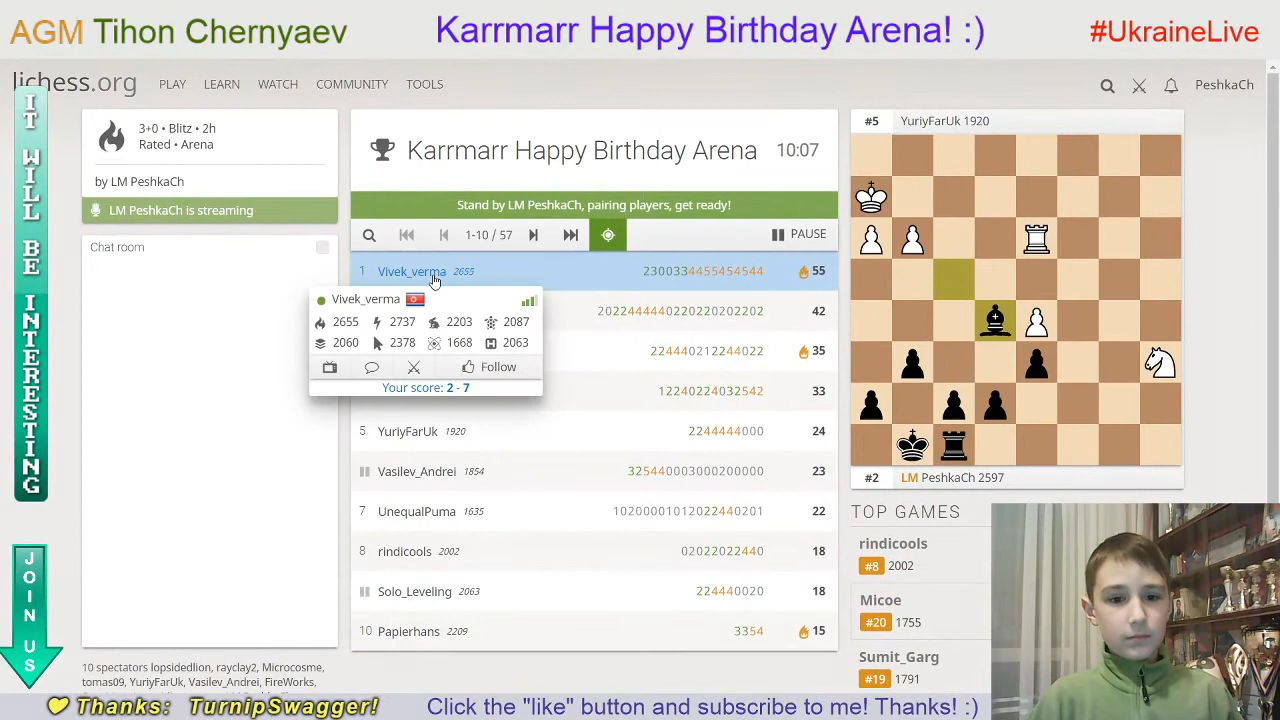 AGM Tihon Chernyaev
Karrmarr Happy Birthday Arena! :)
#UkraineLive
lichess.org
PLAY LEARN WATCH COMMUNITY TOOLS
PeshkaCh
IT WILL BE INTERESTING
JOIN US
3+0 • Blitz • 2h
Rated • Arena
by LM PeshkaCh
LM PeshkaCh is streaming
Chat room
10 spectators lopsidedlion, rayclay2, Microcosme,
tomas09, YuriyFarUk, Vasilev_Andrei, FireWorks,
Karrmarr Happy Birthday Arena 10:07
Stand by LM PeshkaCh, pairing players, get ready!
1-10 / 57 PAUSE
1 Vivek_verma 2655 2300334455454544 55
2022444440220220202202 42
22444021224402 35
12240224032542 33
5 YuriyFarUk 1920 2244444000 24
Vasilev_Andrei 1854 325440003000200000 23
7 UnequalPuma 1635 1020000101202244020​1 22
8 rindicools 2002 02022022440 18
Solo_Leveling 2063 224440020 18
10 Papierhans 2209 3354 15
Vivek_verma
2655 2737 2203 2087
2060 2378 1668 2063
Follow
Your score: 2 - 7
#5 YuriyFarUk 1920
#2 LM PeshkaCh 2597
TOP GAMES
rindicools
#8 2002
Micoe
#20 1755
Sumit_Garg
#19 1791
Thanks: TurnipSwagger!
Click the "like" button and subscribe to me! Thanks! :)